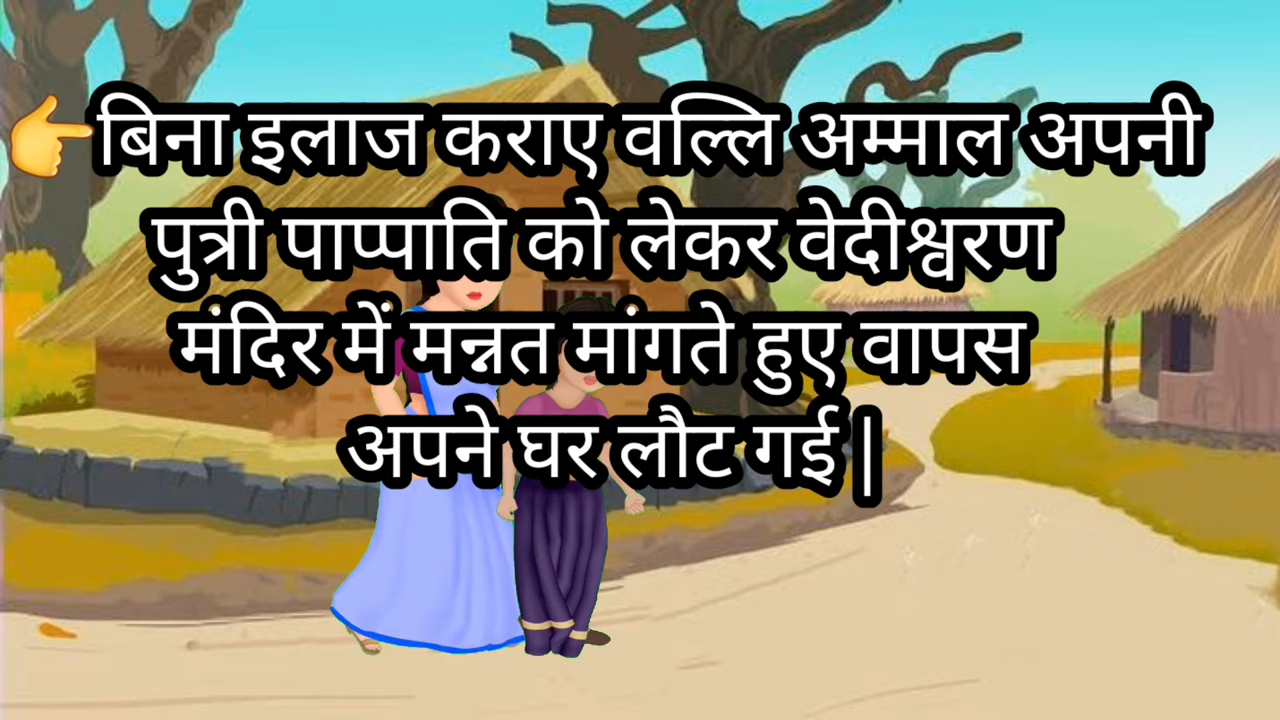 👉बिना इलाज कराए वल्लि अम्माल अपनी
पुत्री पाप्पाति को लेकर वेदीश्वरण
मंदिर में मन्नत मांगते हुए वापस
अपने घर लौट गई |